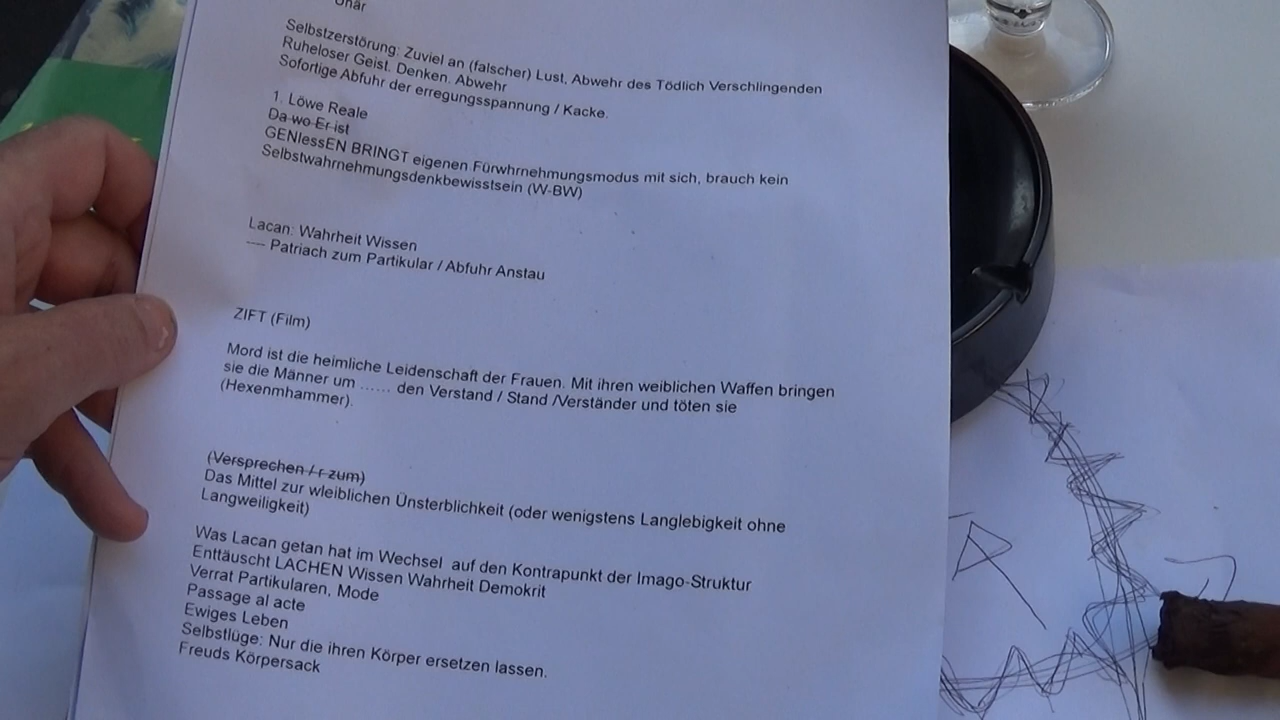 Unär
Selbstzerstörung: Zuviel an (falscher) Lust, Abwehr des Tödlich Verschlingenden
Ruheloser Geist. Denken. Abwehr
Sofortige Abfuhr der erregungsspannung / Kacke.
1. Löwe Reale
Da wo Er ist
GENIessEN BRINGT eigenen Fürwhrnehmungsmodus mit sich, brauch kein
Selbstwahrnehmungsdenkbewisstsein (W-BW)
Lacan: Wahrheit Wissen
---- Patriach zum Partikular / Abfuhr Anstau
ZIFT (Film)
Mord ist die heimliche Leidenschaft der Frauen. Mit ihren weiblichen Waffen bringen
sie die Männer um ...... den Verstand / Stand /Verständer und töten sie
(Hexenmhammer).
(Versprechen / r zum)
Das Mittel zur wleiblichen Ünsterblichkeit (oder wenigstens Langlebigkeit ohne
Langweiligkeit)
Was Lacan getan hat im Wechsel auf den Kontrapunkt der Imago-Struktur
Enttäuscht LACHEN Wissen Wahrheit Demokrit
Verrat Partikularen, Mode
Passage al acte
Ewiges Leben
Selbstlüge: Nur die ihren Körper ersetzen lassen.
Freuds Körpersack